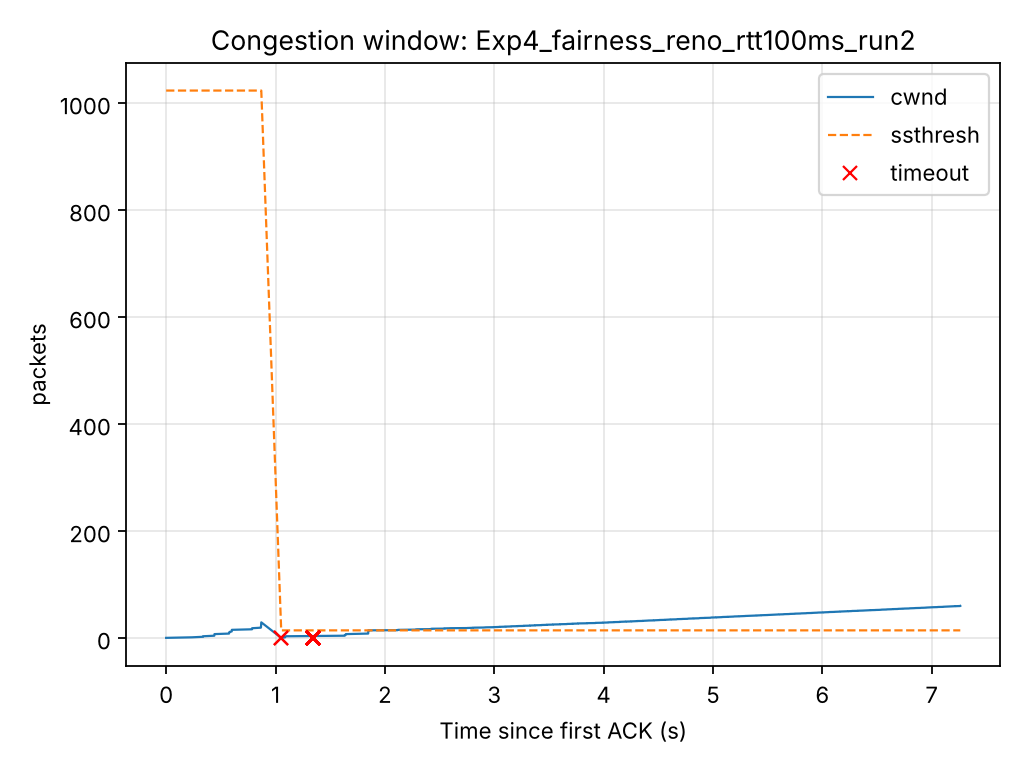 Congestion window: Exp4_fairness_reno_rtt100ms_run2
cwnd
ssthresh
timeout
packets
1000
800
600
400
200
0
0 1 2 3 4 5 6 7
Time since first ACK (s)